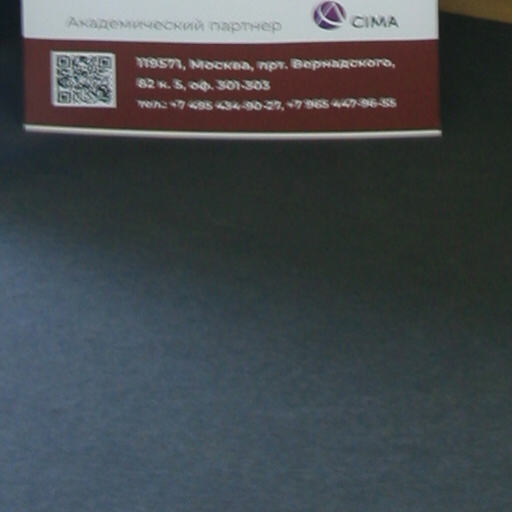 Академический партнер
CIMA
119571, Москва, прт. Вернадского,
82 к. 5, оф. 301-303
тел.: +7 495 434-90-27, +7 965 447-96-55